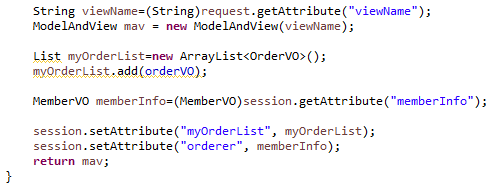 String viewName=(String)request.getAttribute("viewName");
ModelAndView mav = new ModelAndView(viewName);
List myOrderList=new ArrayList<OrderVO>();
myOrderList.add(orderVO);
MemberVO memberInfo=(MemberVO)session.getAttribute("memberInfo");
session.setAttribute("myOrderList", myOrderList);
session.setAttribute("orderer", memberInfo);
return mav;
}